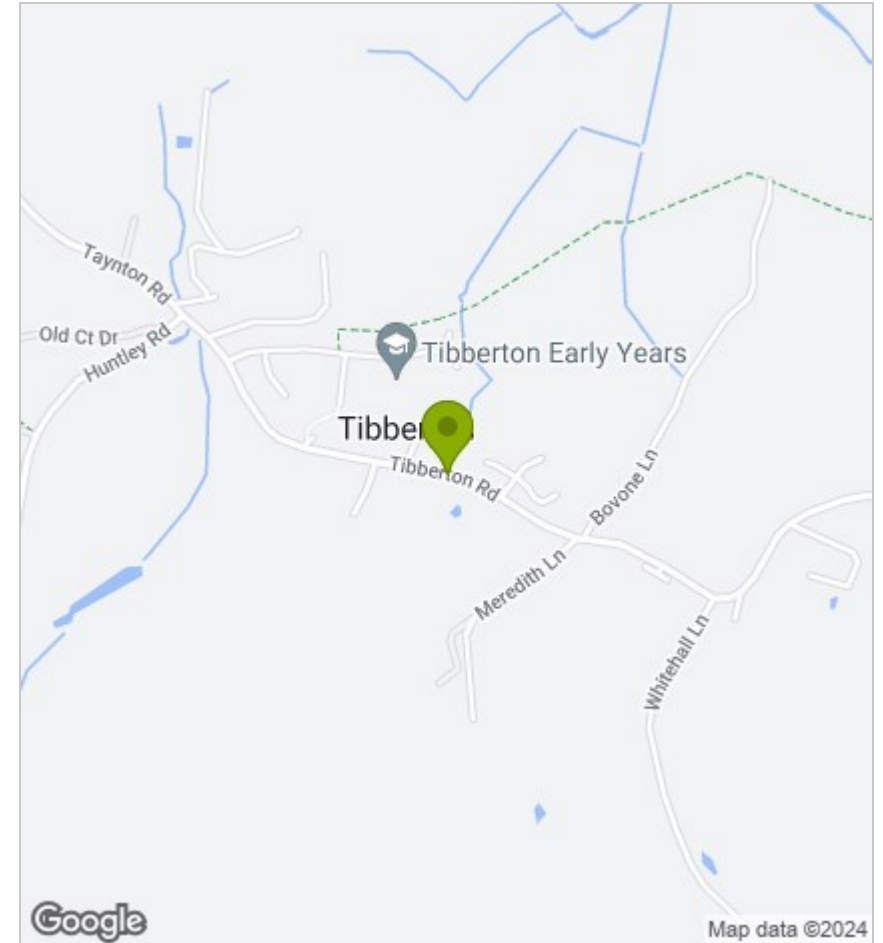 Taynton Rd
Old Ct Dr
Huntley Rd
Tibberton Early Years
Tibberton Rd
Bovone Ln
Meredith Ln
Whitehall Ln
Google
Map data ©2024